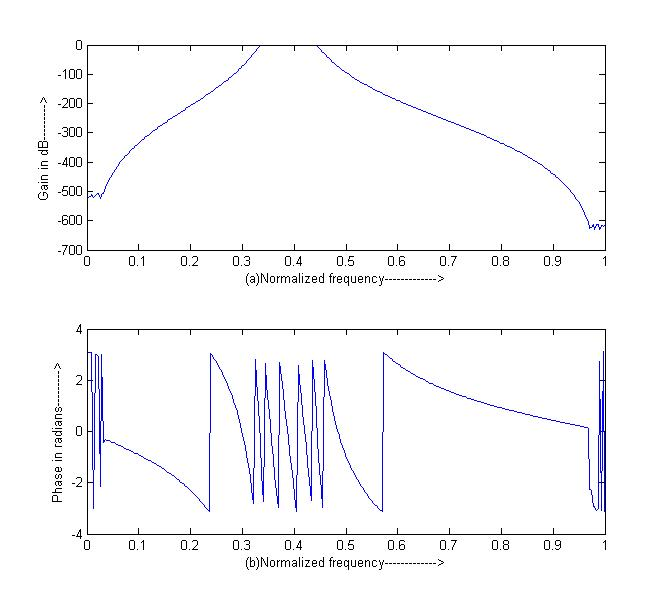 0
-100
-200
-300
-400
-500
-600
-700
Gain in dB--------->
0 0.1 0.2 0.3 0.4 0.5 0.6 0.7 0.8 0.9 1
(a)Normalized frequency------------->
4
2
0
-2
-4
Phase in radians--------->
0 0.1 0.2 0.3 0.4 0.5 0.6 0.7 0.8 0.9 1
(b)Normalized frequency------------->